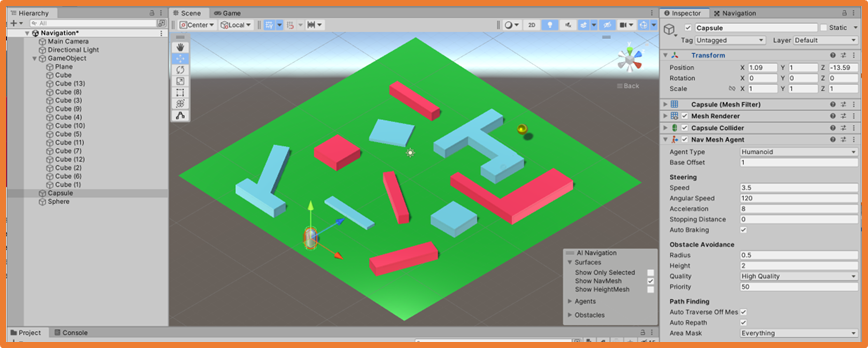 Hierarchy
All
Navigation*
Main Camera
Directional Light
GameObject
Plane
Cube
Cube (13)
Cube (8)
Cube (3)
Cube (9)
Cube (4)
Cube (10)
Cube (5)
Cube (11)
Cube (7)
Cube (12)
Cube (2)
Cube (6)
Cube (1)
Capsule
Sphere
Scene Game
Center Local 2D
Back
AI Navigation
Surfaces
Show Only Selected
Show NavMesh
Show HeightMesh
Agents
Obstacles
Project Console
Inspector Navigation
Capsule Static
Tag Untagged Layer Default
Transform
Position X 1.09 Y 1 Z -13.59
Rotation X 0 Y 0 Z 0
Scale X 1 Y 1 Z 1
Capsule (Mesh Filter)
Mesh Renderer
Capsule Collider
Nav Mesh Agent
Agent Type Humanoid
Base Offset 1
Steering
Speed 3.5
Angular Speed 120
Acceleration 8
Stopping Distance 0
Auto Braking
Obstacle Avoidance
Radius 0.5
Height 2
Quality High Quality
Priority 50
Path Finding
Auto Traverse Off Mes
Auto Repath
Area Mask Everything